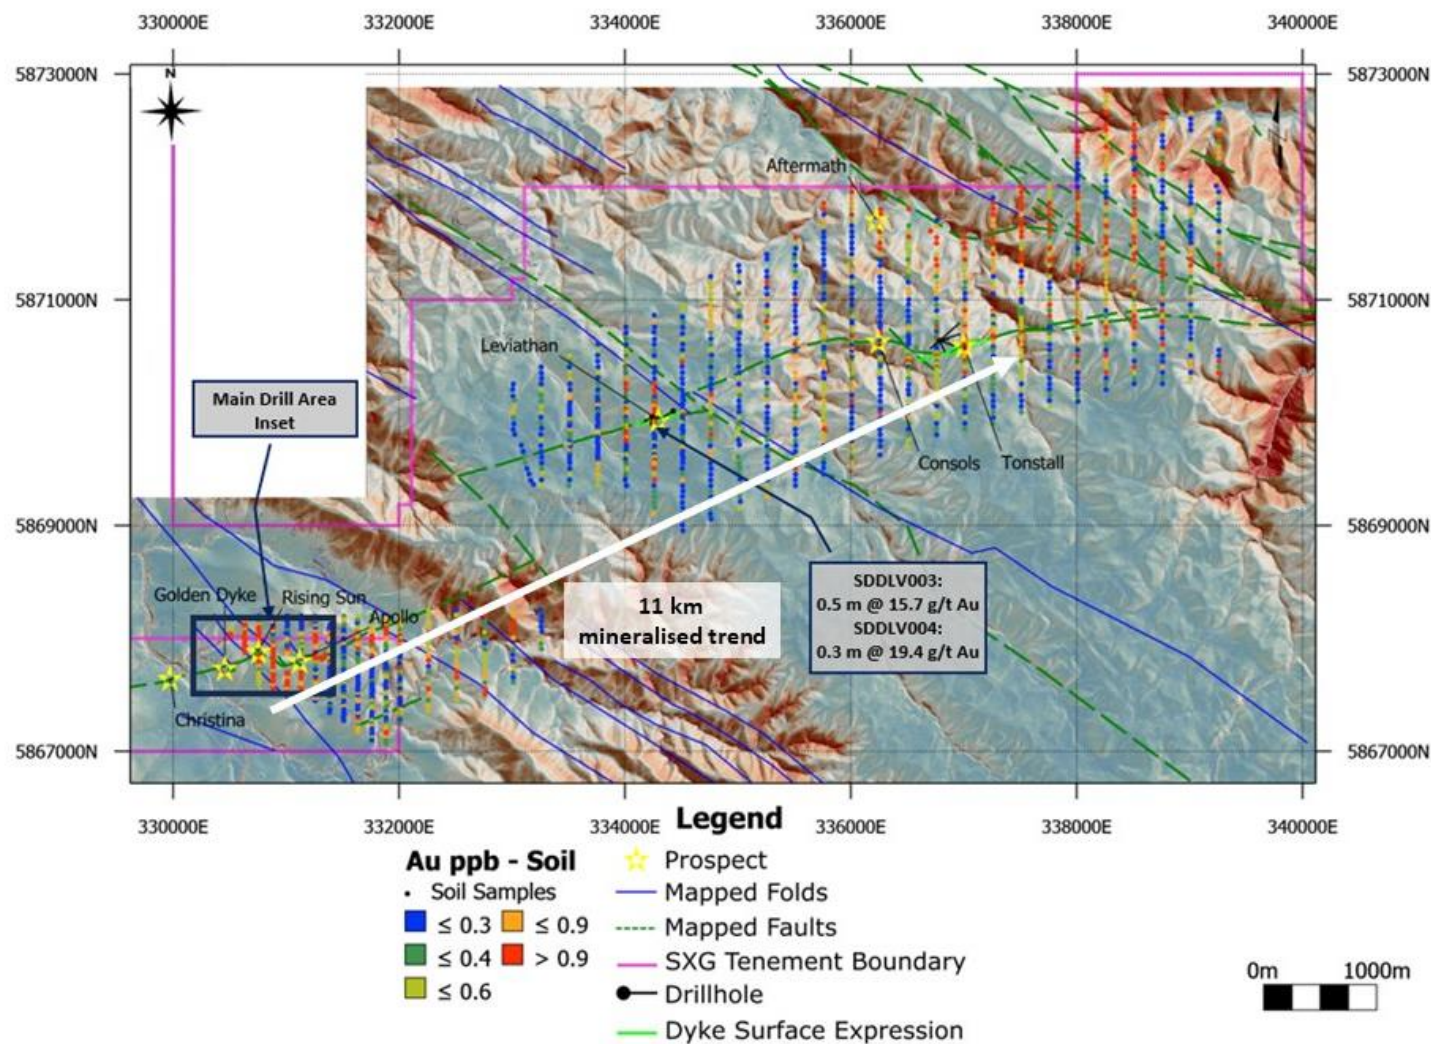 330000E 332000E 334000E 336000E 338000E 340000E
5873000N
N
5873000N
Aftermath
5871000N
5871000N
Leviathan
Main Drill Area
Inset
Consols Tonstall
5869000N
5869000N
SDDLV003:
0.5 m @ 15.7 g/t Au
SDDLV004:
0.3 m @ 19.4 g/t Au
Golden Dyke Rising Sun
Apollo
11 km
mineralised trend
Christina
5867000N
5867000N
330000E 332000E 334000E 336000E 338000E 340000E
Legend
Au ppb - Soil
Soil Samples
≤ 0.3 ≤ 0.9
≤ 0.4 > 0.9
≤ 0.6
Prospect
Mapped Folds
Mapped Faults
SXG Tenement Boundary
Drillhole
Dyke Surface Expression
0m 1000m